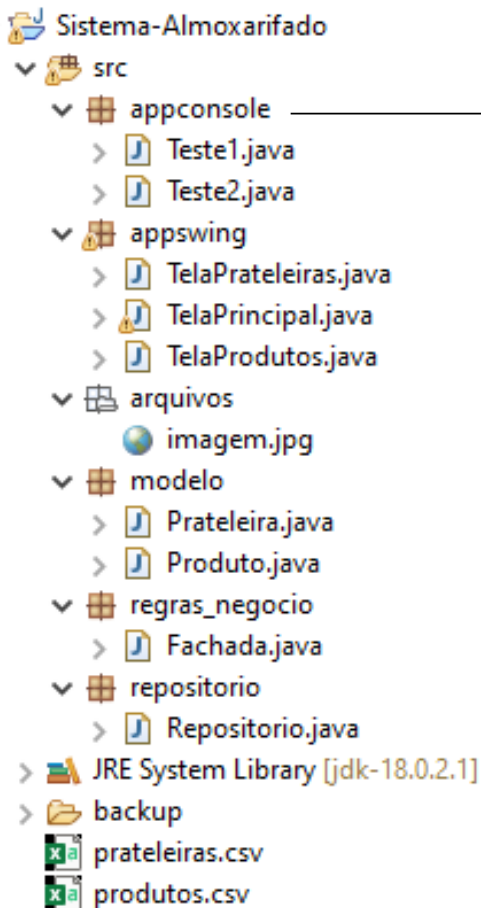 Sistema-Almoxarifado
src
appconsole
Teste1.java
Teste2.java
appswing
TelaPrateleiras.java
TelaPrincipal.java
TelaProdutos.java
arquivos
imagem.jpg
modelo
Prateleira.java
Produto.java
regras_negocio
Fachada.java
repositorio
Repositorio.java
JRE System Library [jdk-18.0.2.1]
backup
prateleiras.csv
produtos.csv